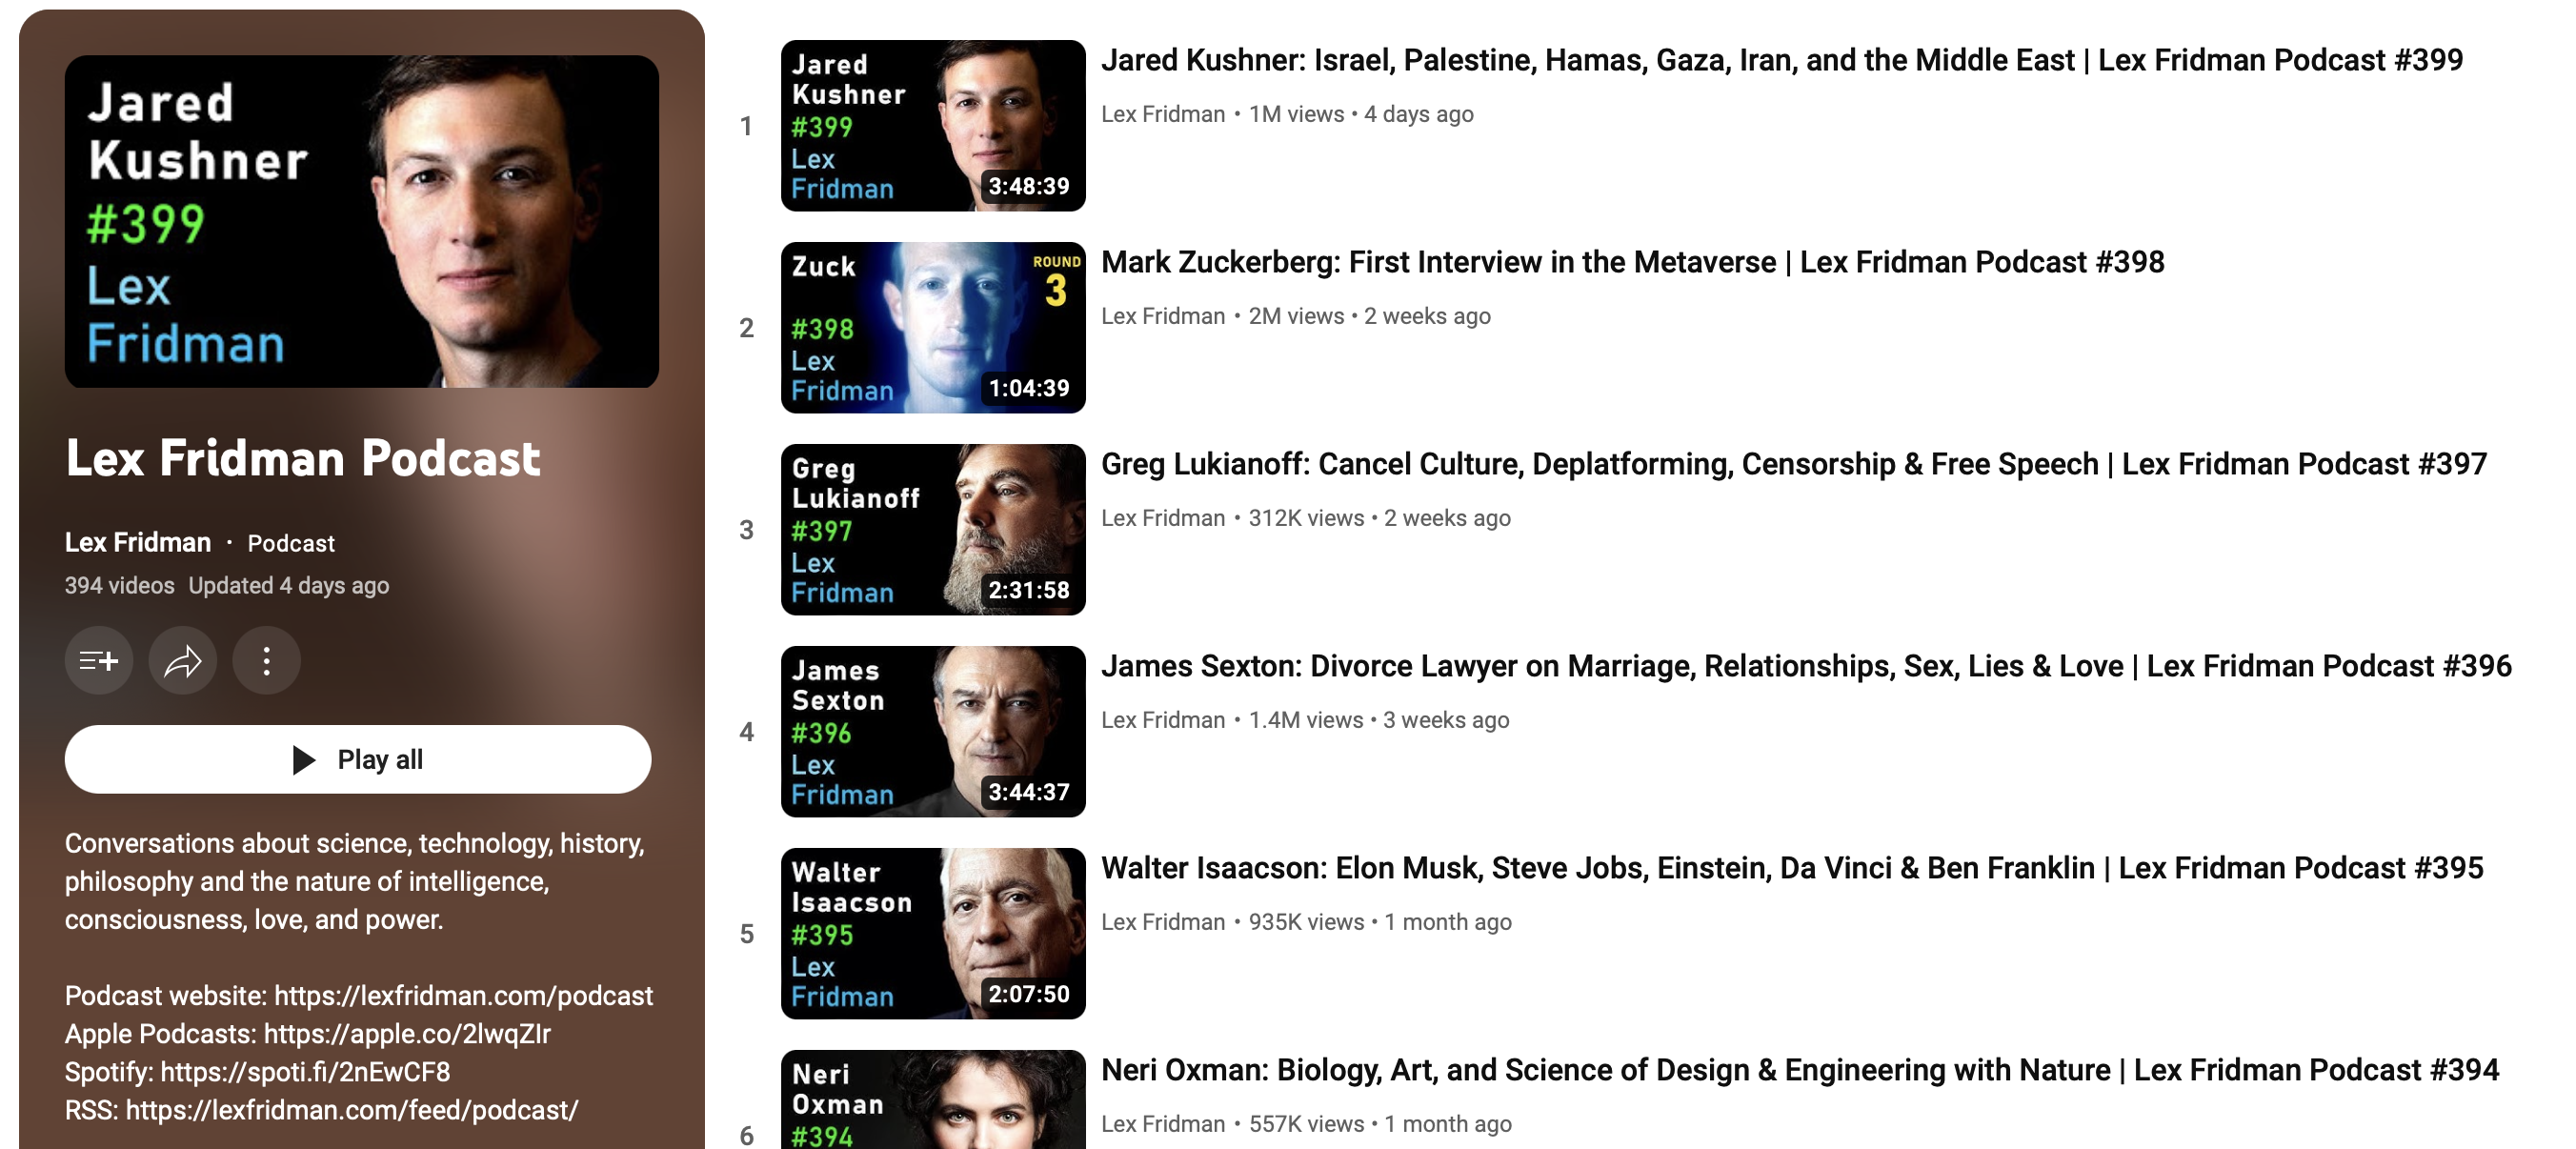 Jared
Kushner
#399
Lex
Fridman
Lex Fridman Podcast
Lex Fridman · Podcast
394 videos Updated 4 days ago
Play all
Conversations about science, technology, history,
philosophy and the nature of intelligence,
consciousness, love, and power.
Podcast website: https://lexfridman.com/podcast
Apple Podcasts: https://apple.co/2lwqZIr
Spotify: https://spoti.fi/2nEwCF8
RSS: https://lexfridman.com/feed/podcast/
1
Jared
Kushner
#399
Lex
Fridman
3:48:39
Jared Kushner: Israel, Palestine, Hamas, Gaza, Iran, and the Middle East | Lex Fridman Podcast #399
Lex Fridman • 1M views • 4 days ago
2
Zuck
ROUND
3
#398
Lex
Fridman
1:04:39
Mark Zuckerberg: First Interview in the Metaverse | Lex Fridman Podcast #398
Lex Fridman • 2M views • 2 weeks ago
3
Greg
Lukianoff
#397
Lex
Fridman
2:31:58
Greg Lukianoff: Cancel Culture, Deplatforming, Censorship & Free Speech | Lex Fridman Podcast #397
Lex Fridman • 312K views • 2 weeks ago
4
James
Sexton
#396
Lex
Fridman
3:44:37
James Sexton: Divorce Lawyer on Marriage, Relationships, Sex, Lies & Love | Lex Fridman Podcast #396
Lex Fridman • 1.4M views • 3 weeks ago
5
Walter
Isaacson
#395
Lex
Fridman
2:07:50
Walter Isaacson: Elon Musk, Steve Jobs, Einstein, Da Vinci & Ben Franklin | Lex Fridman Podcast #395
Lex Fridman • 935K views • 1 month ago
6
Neri
Oxman
#394
Neri Oxman: Biology, Art, and Science of Design & Engineering with Nature | Lex Fridman Podcast #394
Lex Fridman • 557K views • 1 month ago